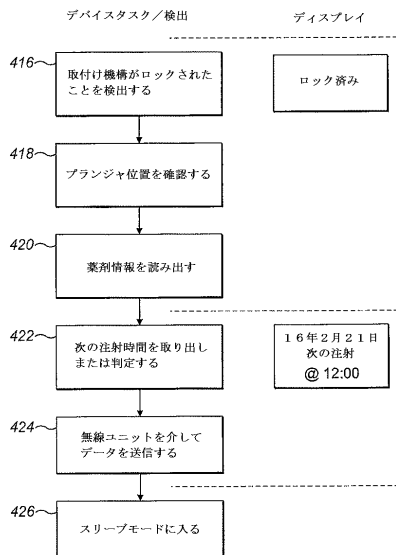 デバイスタスク／検出
ディスプレイ
416
取付け機構がロックされた
ことを検出する
ロック済み
418
プランジャ位置を確認する
420
薬剤情報を読み出す
422
次の注射時間を取り出し
または判定する
16年2月21日
次の注射
@ 12:00
424
無線ユニットを介して
データを送信する
426
スリープモードに入る